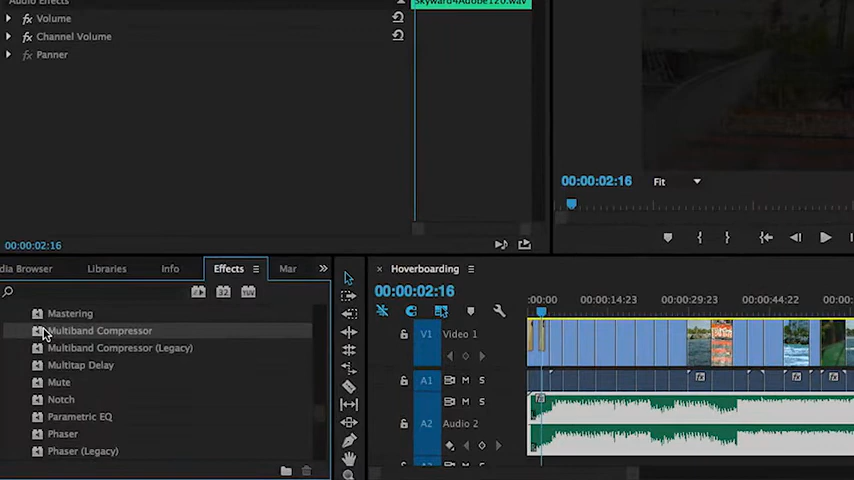 Audio Effects
Skyward4Adobe120.wav
fx Volume
fx Channel Volume
fx Panner
00:00:02:16
Fit
00:00:02:16
dia Browser
Libraries
Info
Effects
Mar
Hoverboarding
00:00:02:16
:00:00
00:00:14:23
00:00:29:23
00:00:44:22
00:00:
Mastering
Multiband Compressor
Multiband Compressor (Legacy)
Multitap Delay
Mute
Notch
Parametric EQ
Phaser
Phaser (Legacy)
V1 Video 1
A1 M S
M S
A2 Audio 2